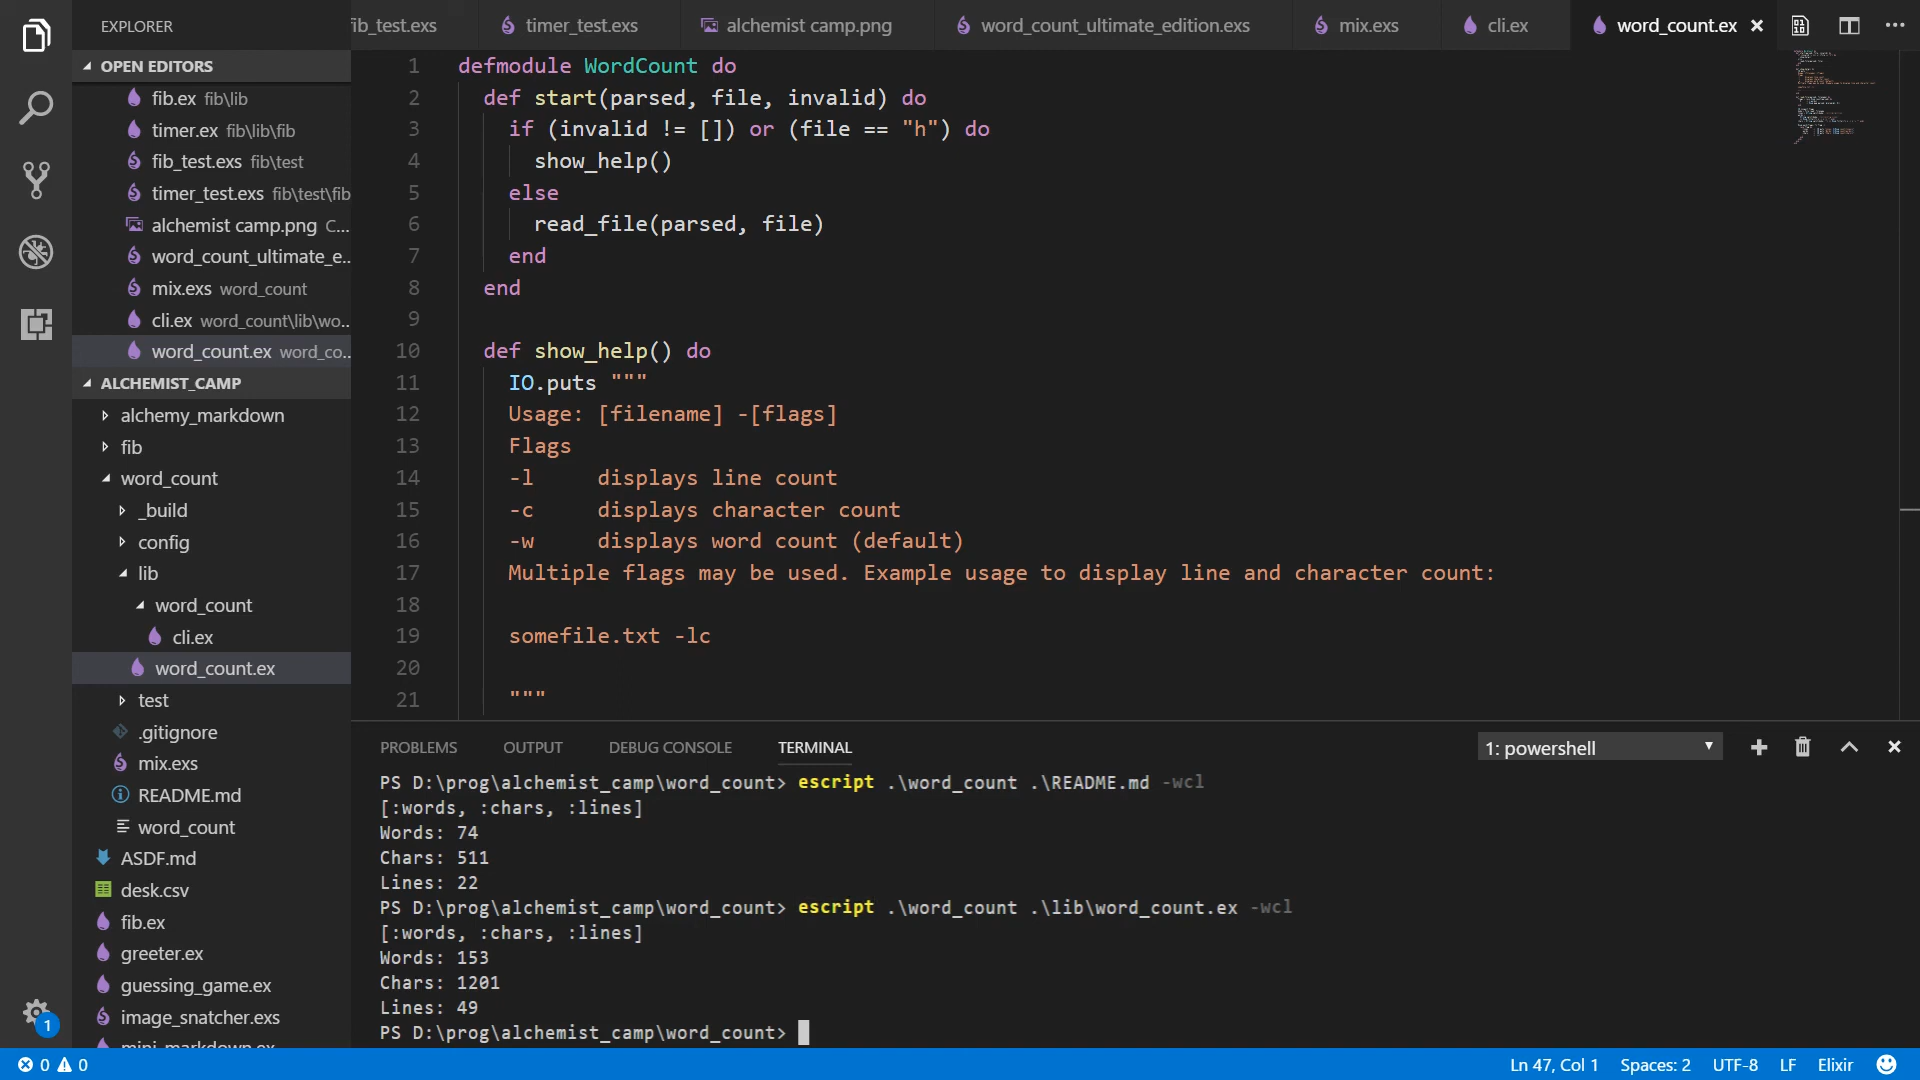 EXPLORER
OPEN EDITORS
fib.ex fib\lib
timer.ex fib\lib\fib
fib_test.exs fib\test
timer_test.exs fib\test\fib
alchemist camp.png C...
word_count_ultimate_e..
mix.exs word_count
cli.ex word_count\lib\wo..
word_count.ex word_co..
ALCHEMIST_CAMP
alchemy_markdown
fib
word_count
_build
config
lib
word_count
cli.ex
word_count.ex
test
.gitignore
mix.exs
README.md
word_count
ASDF.md
desk.csv
fib.ex
greeter.ex
guessing_game.ex
image_snatcher.exs
mini_markdown.ex
1
ib_test.exs timer_test.exs alchemist camp.png word_count_ultimate_edition.exs mix.exs cli.ex word_count.ex
1 defmodule WordCount do
2 def start(parsed, file, invalid) do
3 if (invalid != []) or (file == "h") do
4 show_help()
5 else
6 read_file(parsed, file)
7 end
8 end
9
10 def show_help() do
11 IO.puts """
12 Usage: [filename] -[flags]
13 Flags
14 -l displays line count
15 -c displays character count
16 -w displays word count (default)
17 Multiple flags may be used. Example usage to display line and character count:
18
19 somefile.txt -lc
20
21 """
PROBLEMS OUTPUT DEBUG CONSOLE TERMINAL 1: powershell
PS D:\prog\alchemist_camp\word_count> escript .\word_count .\README.md -wcl
[:words, :chars, :lines]
Words: 74
Chars: 511
Lines: 22
PS D:\prog\alchemist_camp\word_count> escript .\word_count .\lib\word_count.ex -wcl
[:words, :chars, :lines]
Words: 153
Chars: 1201
Lines: 49
PS D:\prog\alchemist_camp\word_count>
0 0 Ln 47, Col 1 Spaces: 2 UTF-8 LF Elixir